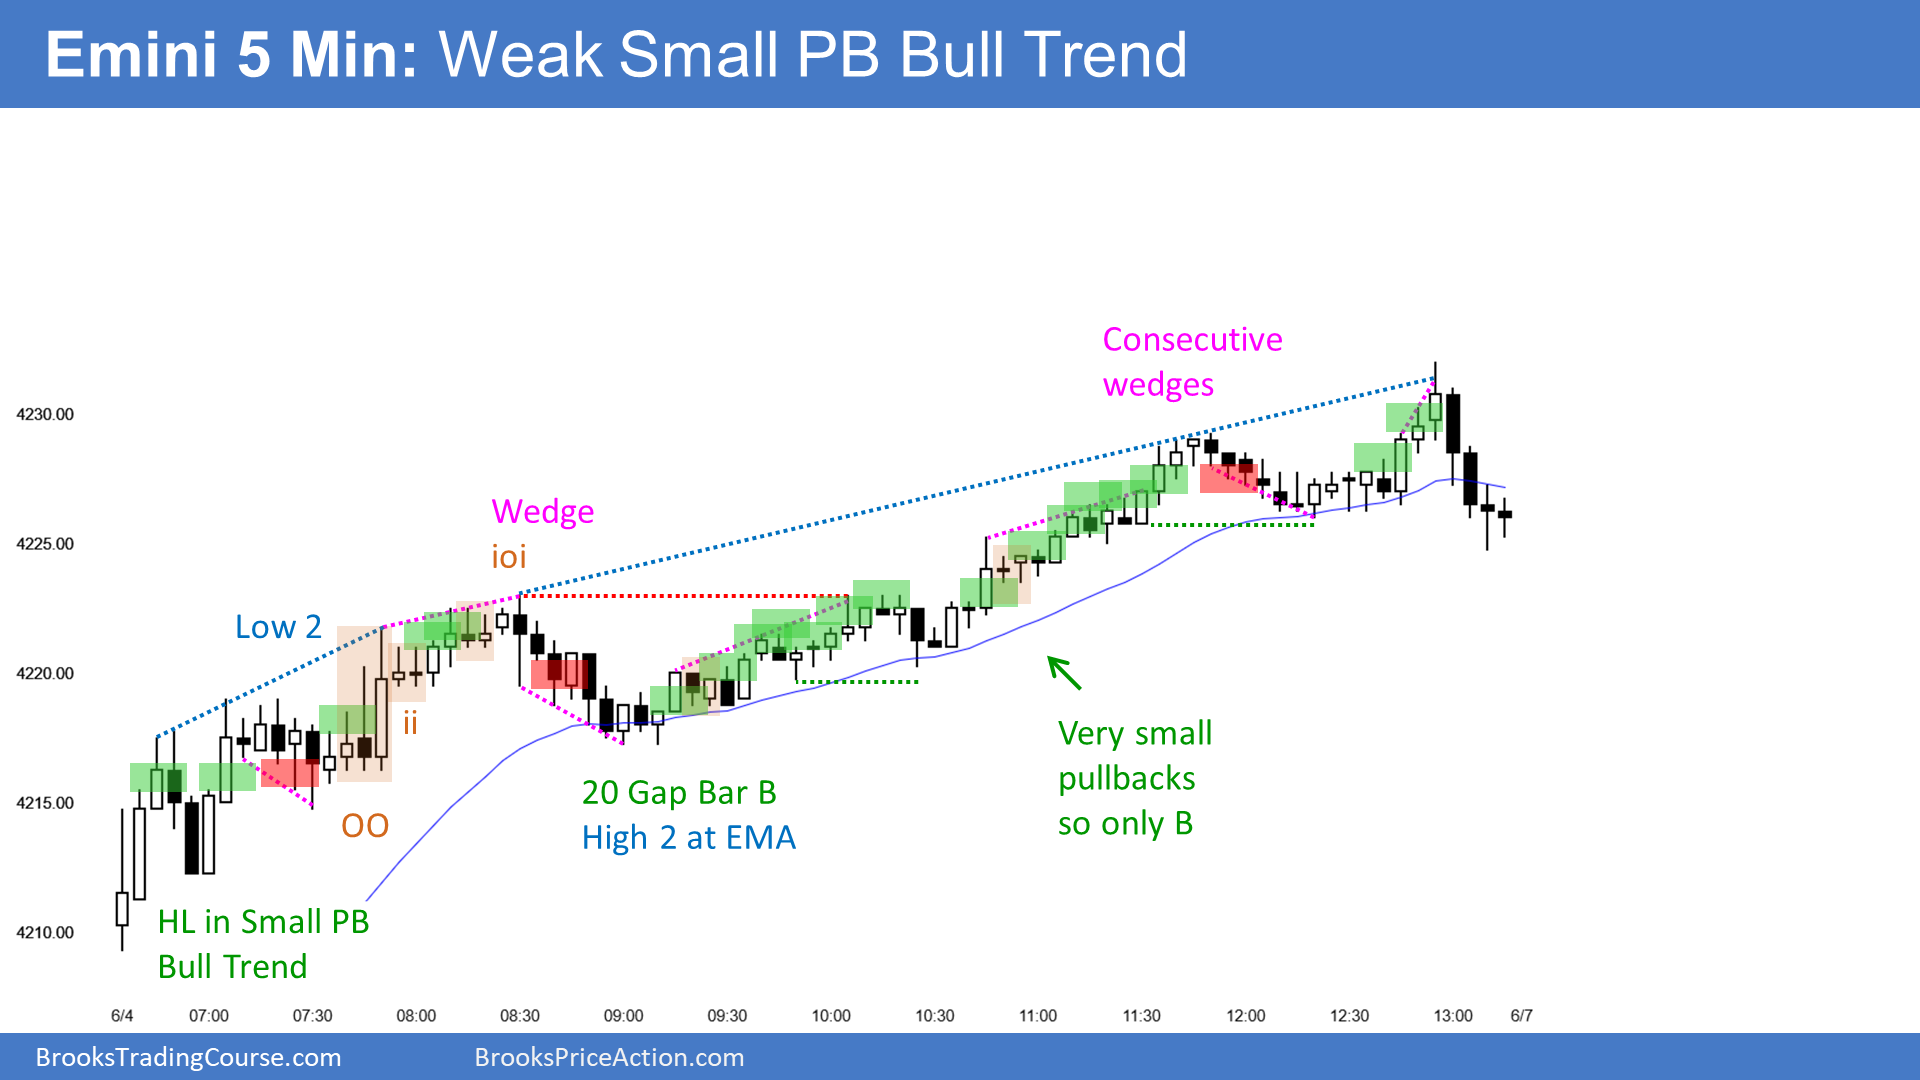 Emini 5 Min: Weak Small PB Bull Trend
Consecutive
wedges
4230.00
Wedge
ioi
4225.00
Low 2
4220.00
ii
Very small
pullbacks
so only B
4215.00
OO
20 Gap Bar B
High 2 at EMA
HL in Small PB
Bull Trend
4210.00
6/4 07:00 07:30 08:00 08:30 09:00 09:30 10:00 10:30 11:00 11:30 12:00 12:30 13:00 6/7
BrooksTradingCourse.com BrooksPriceAction.com